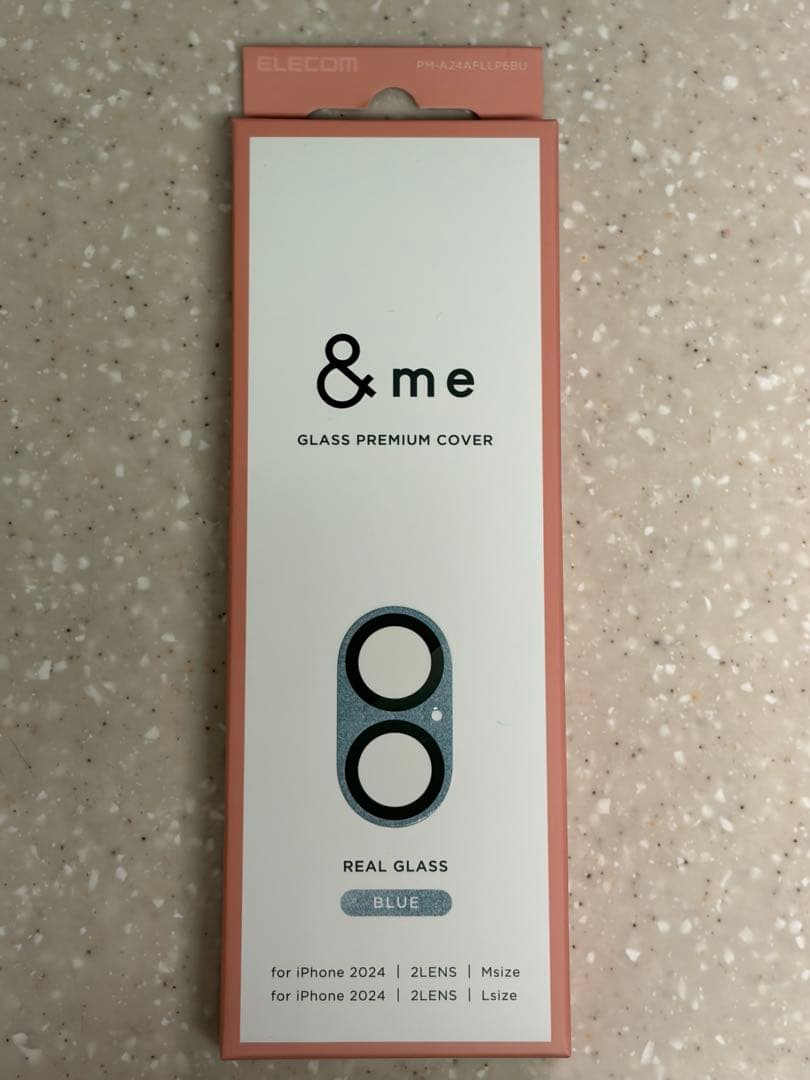 ELECOM PM-A24AFLLP6BU
& me
GLASS PREMIUM COVER
REAL GLASS
BLUE
for iPhone 2024 | 2LENS | Msize
for iPhone 2024 | 2LENS | Lsize